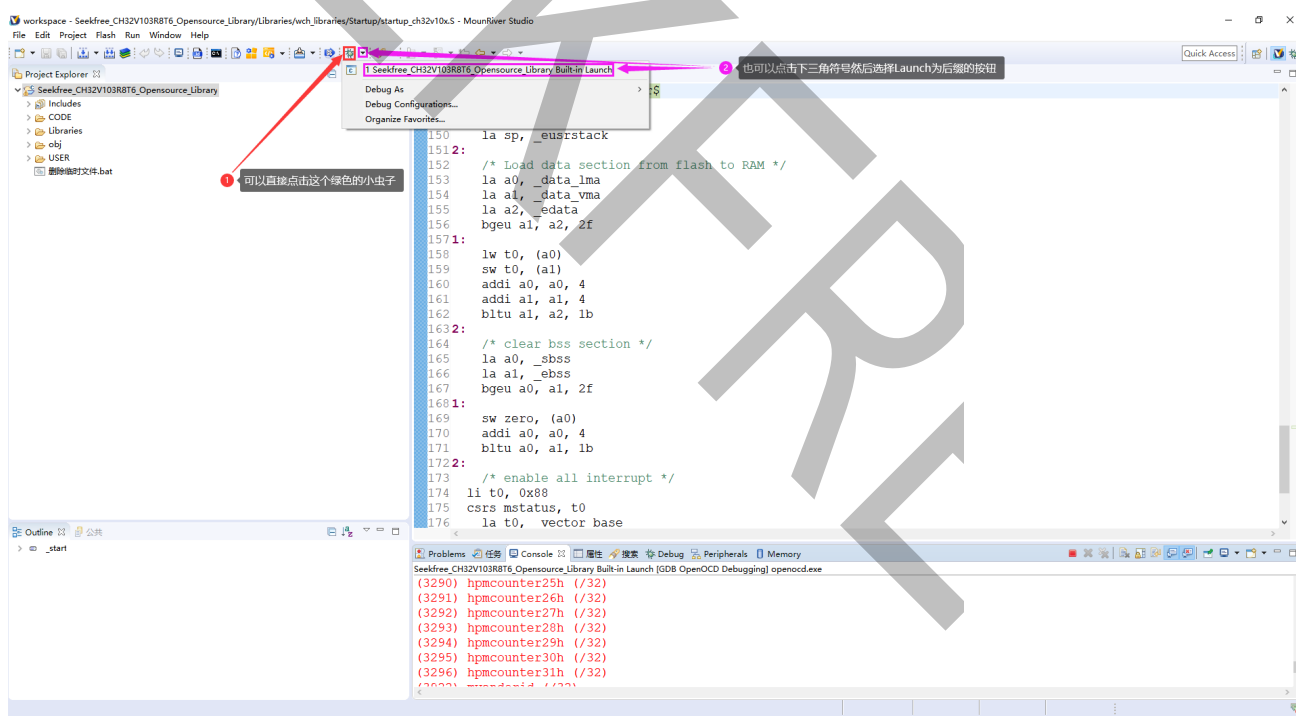 workspace - Seekfree_CH32V103R8T6_Opensource_Library/Libraries/wch_libraries/Startup/startup_ch32v10x.S - MounRiver Studio
File Edit Project Flash Run Window Help
Quick Access
Project Explorer
Seekfree_CH32V103R8T6_Opensource_Library
Includes
CODE
Libraries
obj
USER
删除临时文件.bat
1 Seekfree_CH32V103R8T6_Opensource_Library Built-in Launch
Debug As
Debug Configurations...
Organize Favorites...
2 也可以点击下三角符号然后选择Launch为后缀的按钮
1 可以直接点击这个绿色的小虫子
:$
150 la sp, _eusrstack
151 2:
152 /* Load data section from flash to RAM */
153 la a0, _data_lma
154 la a1, _data_vma
155 la a2, _edata
156 bgeu a1, a2, 2f
157 1:
158 lw t0, (a0)
159 sw t0, (a1)
160 addi a0, a0, 4
161 addi a1, a1, 4
162 bltu a1, a2, 1b
163 2:
164 /* clear bss section */
165 la a0, _sbss
166 la a1, _ebss
167 bgeu a0, a1, 2f
168 1:
169 sw zero, (a0)
170 addi a0, a0, 4
171 bltu a0, a1, 1b
172 2:
173 /* enable all interrupt */
174 li t0, 0x88
175 csrs mstatus, t0
176 la t0, _vector_base
Outline 公共
_start
Problems 任务 Console 属性 搜索 Debug Peripherals Memory
Seekfree_CH32V103R8T6_Opensource_Library Built-in Launch [GDB OpenOCD Debugging] openocd.exe
(3290) hpmcounter25h (/32)
(3291) hpmcounter26h (/32)
(3292) hpmcounter27h (/32)
(3293) hpmcounter28h (/32)
(3294) hpmcounter29h (/32)
(3295) hpmcounter30h (/32)
(3296) hpmcounter31h (/32)